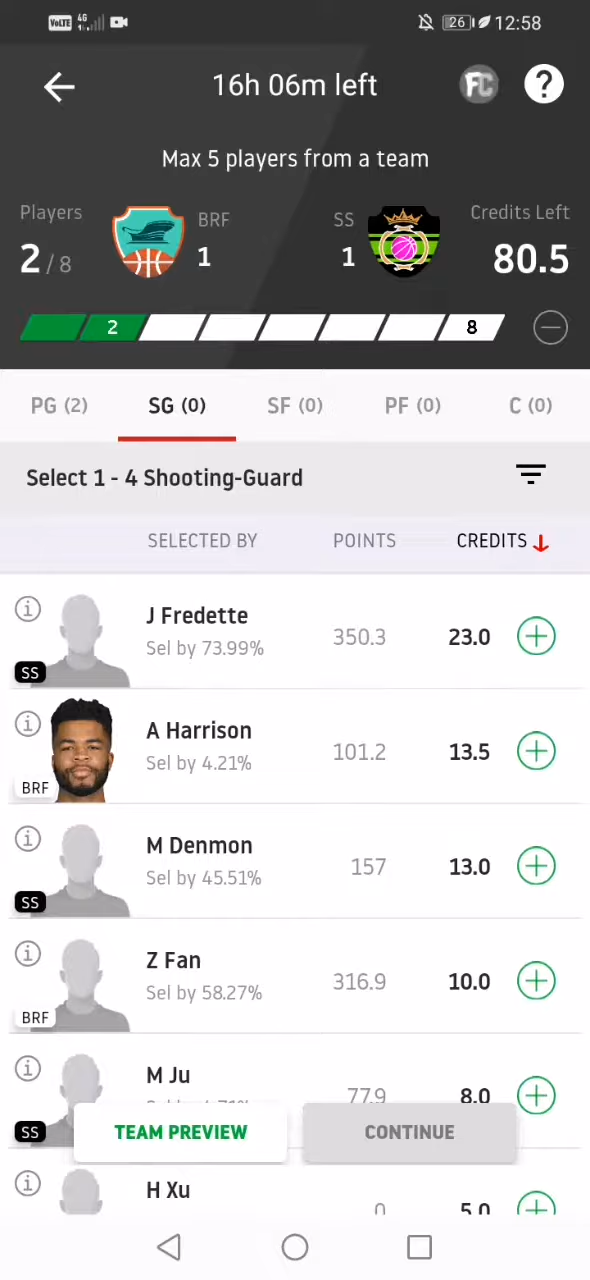 VoLTE 4G 26 12:58
16h 06m left FC ?
Max 5 players from a team
Players BRF SS Credits Left
2 / 8 1 1 80.5
2 8
PG (2) SG (0) SF (0) PF (0) C (0)
Select 1 - 4 Shooting-Guard
SELECTED BY POINTS CREDITS
J Fredette
Sel by 73.99% 350.3 23.0
SS
A Harrison
Sel by 4.21% 101.2 13.5
BRF
M Denmon
Sel by 45.51% 157 13.0
SS
Z Fan
Sel by 58.27% 316.9 10.0
BRF
M Ju
77.9 8.0
SS
TEAM PREVIEW CONTINUE
H Xu
0 5.0